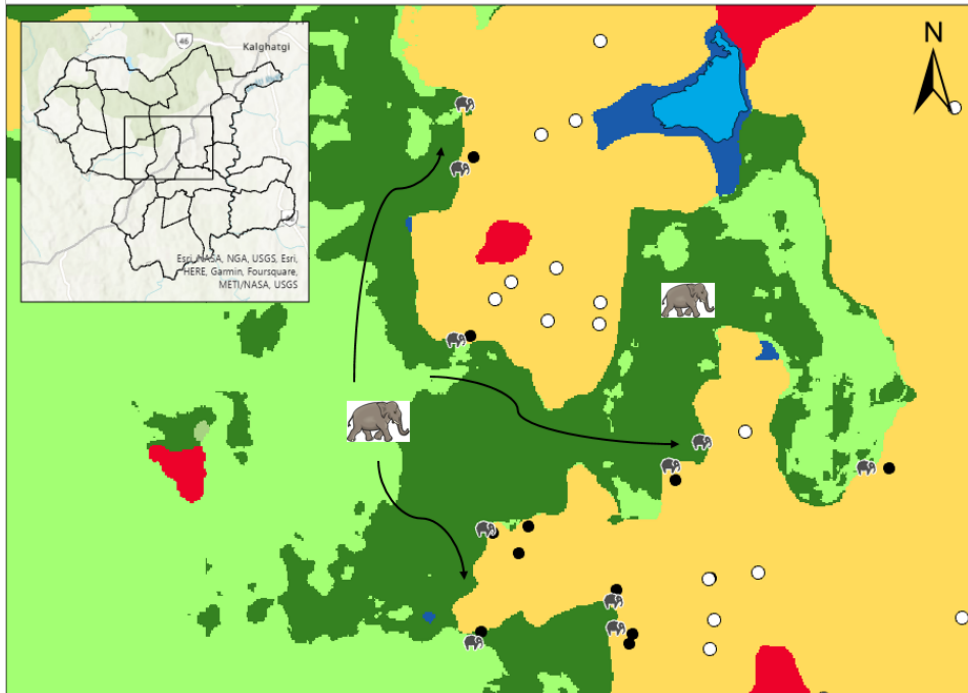 46
Kalghatgi
Esri, NASA, NGA, USGS, Esri,
HERE, Garmin, Foursquare,
METI/NASA, USGS
N